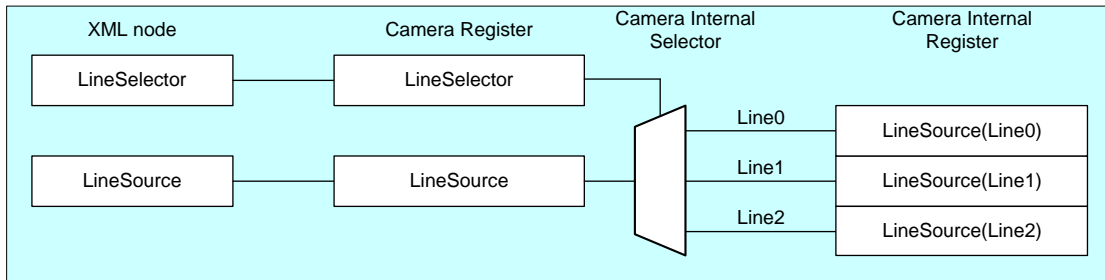 XML node
Camera Register
Camera Internal
Selector
Camera Internal
Register
LineSelector
LineSelector
Line0
LineSource(Line0)
LineSource
LineSource
Line1
LineSource(Line1)
Line2
LineSource(Line2)